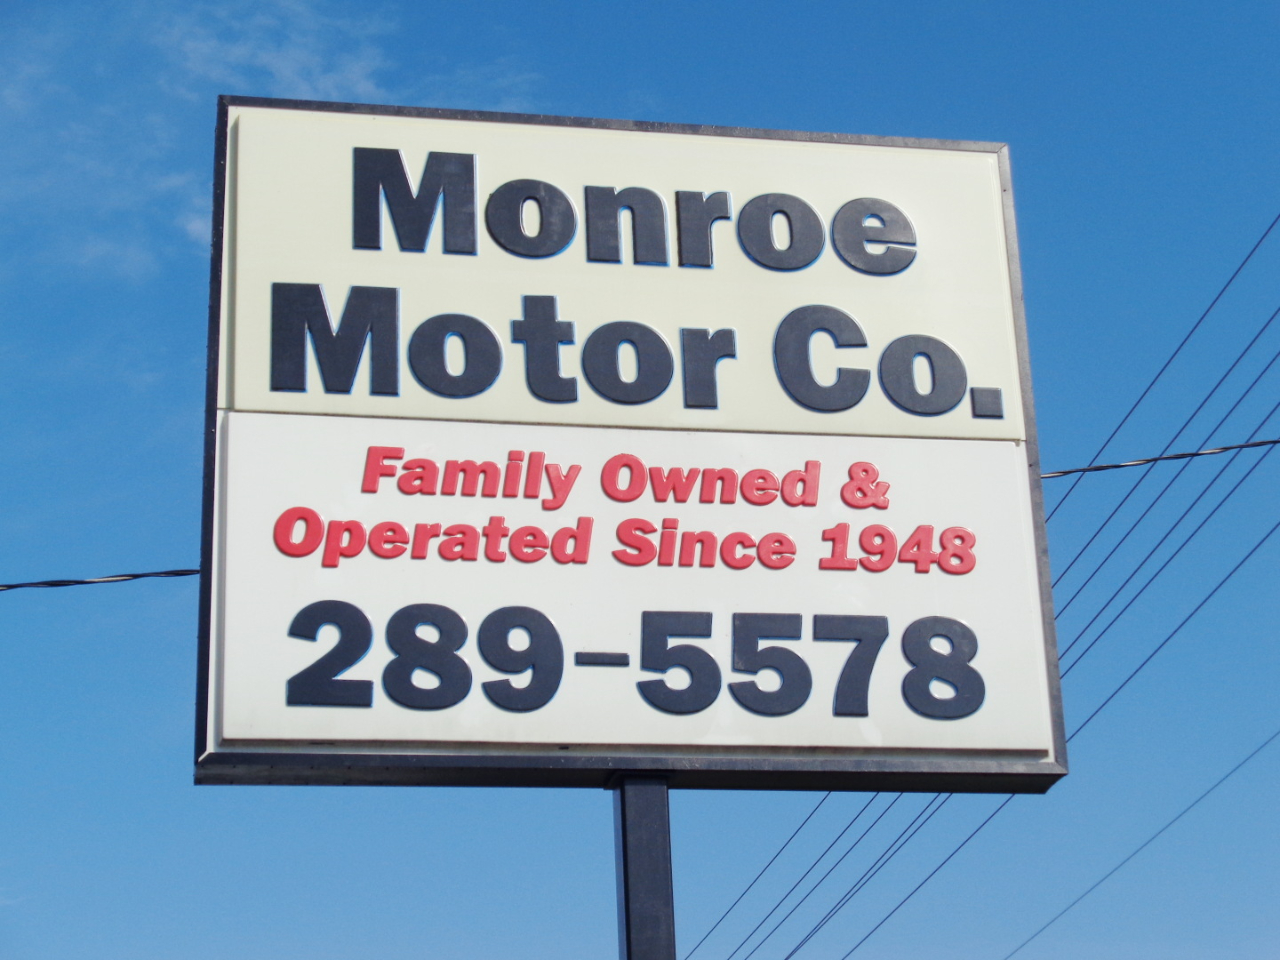 Monroe
Motor Co.
Family Owned &
Operated Since 1948
289-5578